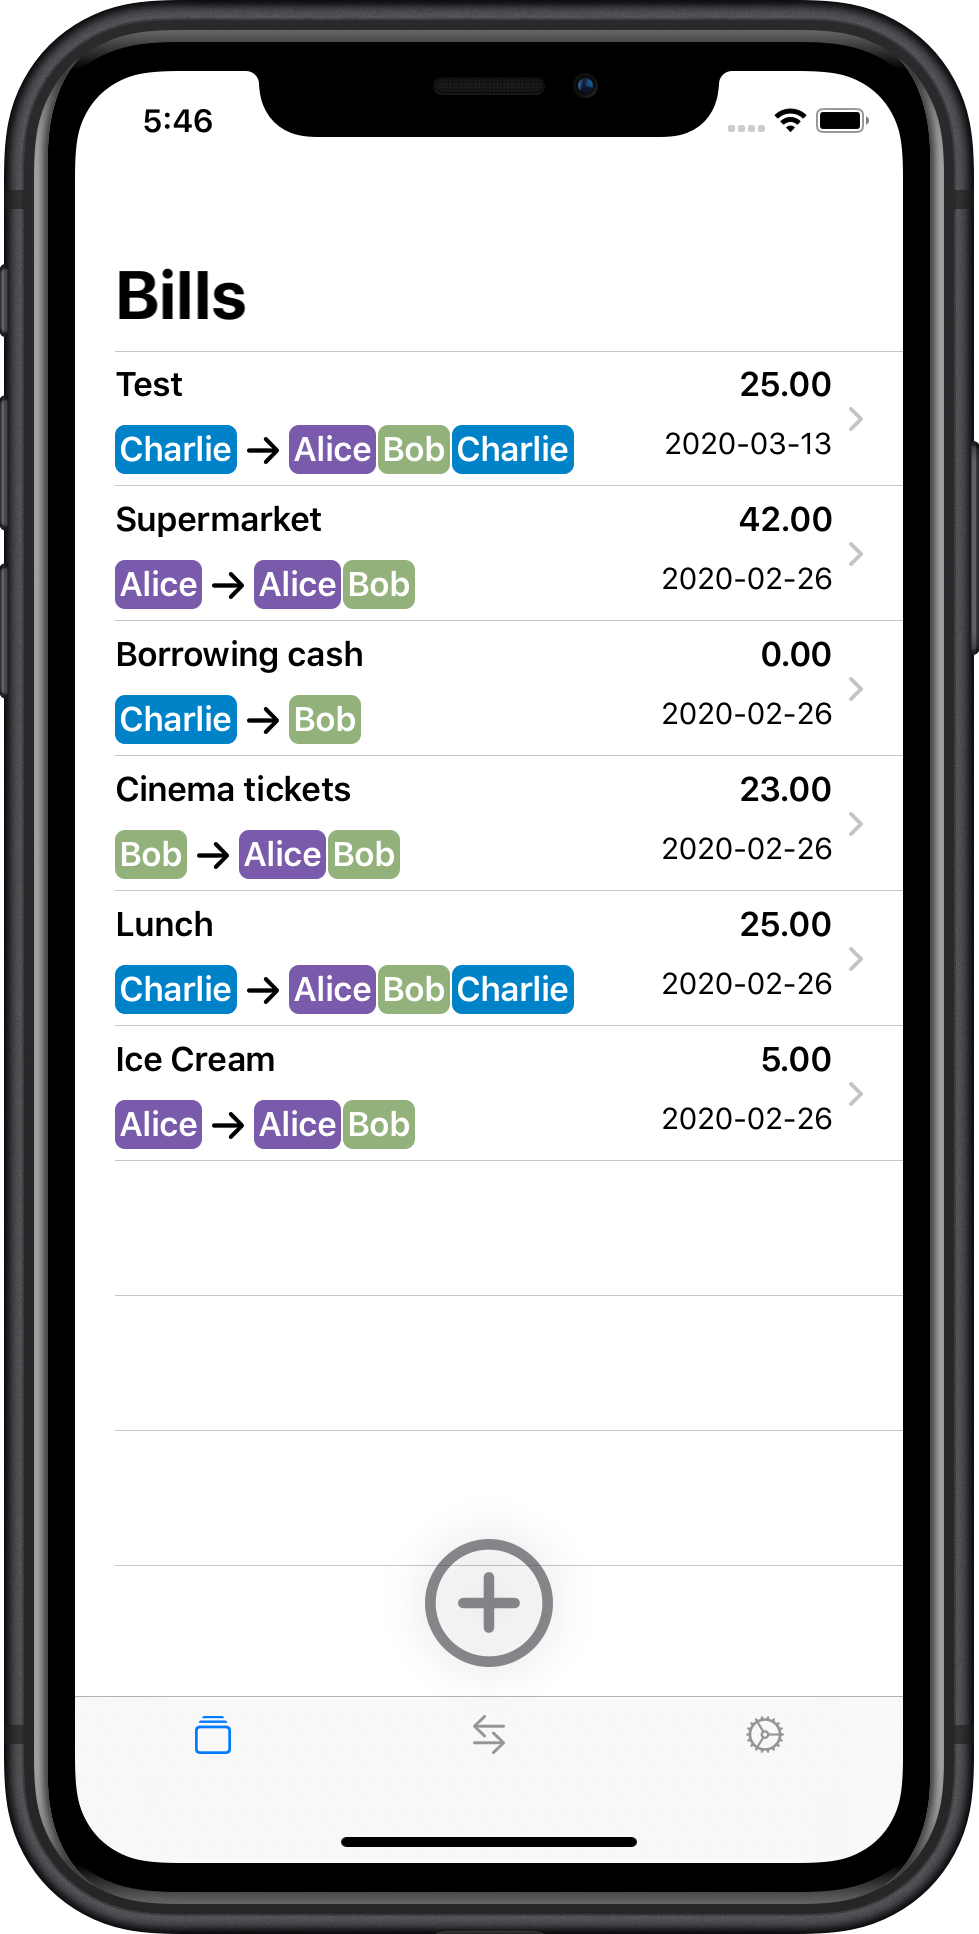 5:46
Bills
Test 25.00
Charlie → Alice Bob Charlie 2020-03-13
Supermarket 42.00
Alice → Alice Bob 2020-02-26
Borrowing cash 0.00
Charlie → Bob 2020-02-26
Cinema tickets 23.00
Bob → Alice Bob 2020-02-26
Lunch 25.00
Charlie → Alice Bob Charlie 2020-02-26
Ice Cream 5.00
Alice → Alice Bob 2020-02-26